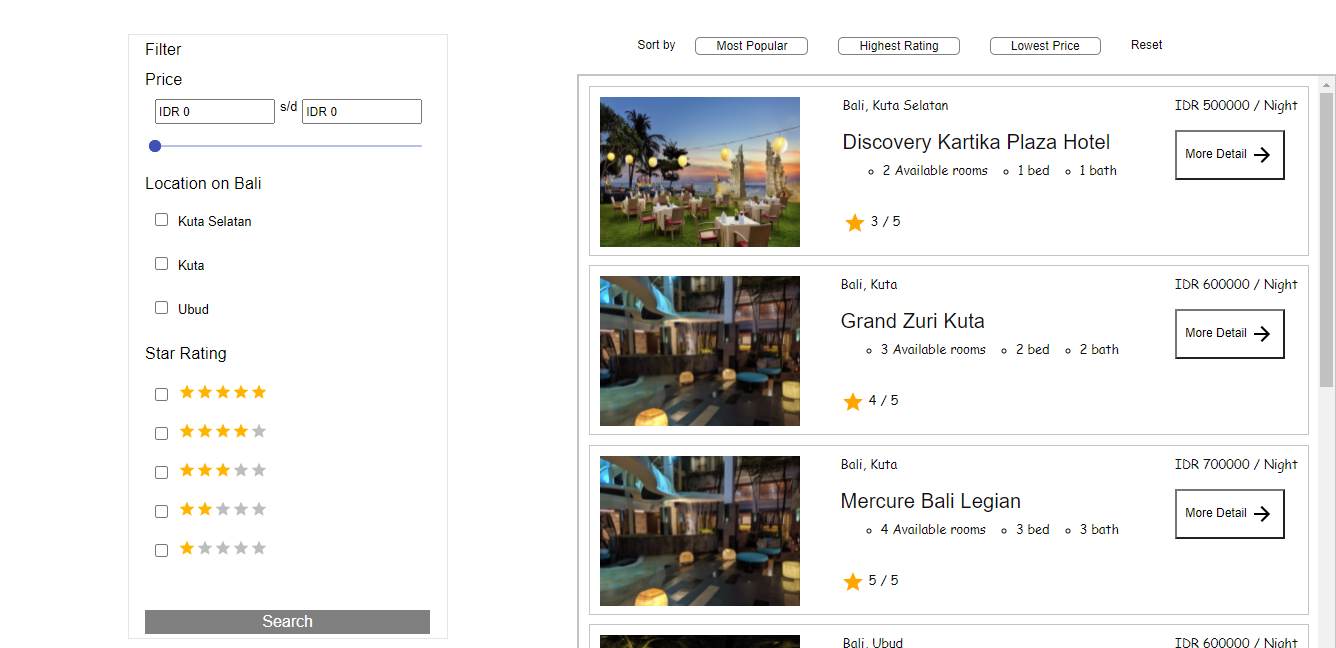 Filter
Price
IDR 0 s/d IDR 0
Location on Bali
Kuta Selatan
Kuta
Ubud
Star Rating
Search
Sort by Most Popular Highest Rating Lowest Price Reset
Bali, Kuta Selatan
IDR 500000 / Night
Discovery Kartika Plaza Hotel
More Detail
2 Available rooms 1 bed 1 bath
3 / 5
Bali, Kuta
IDR 600000 / Night
Grand Zuri Kuta
More Detail
3 Available rooms 2 bed 2 bath
4 / 5
Bali, Kuta
IDR 700000 / Night
Mercure Bali Legian
More Detail
4 Available rooms 3 bed 3 bath
5 / 5
Bali, Ubud
IDR 600000 / Night